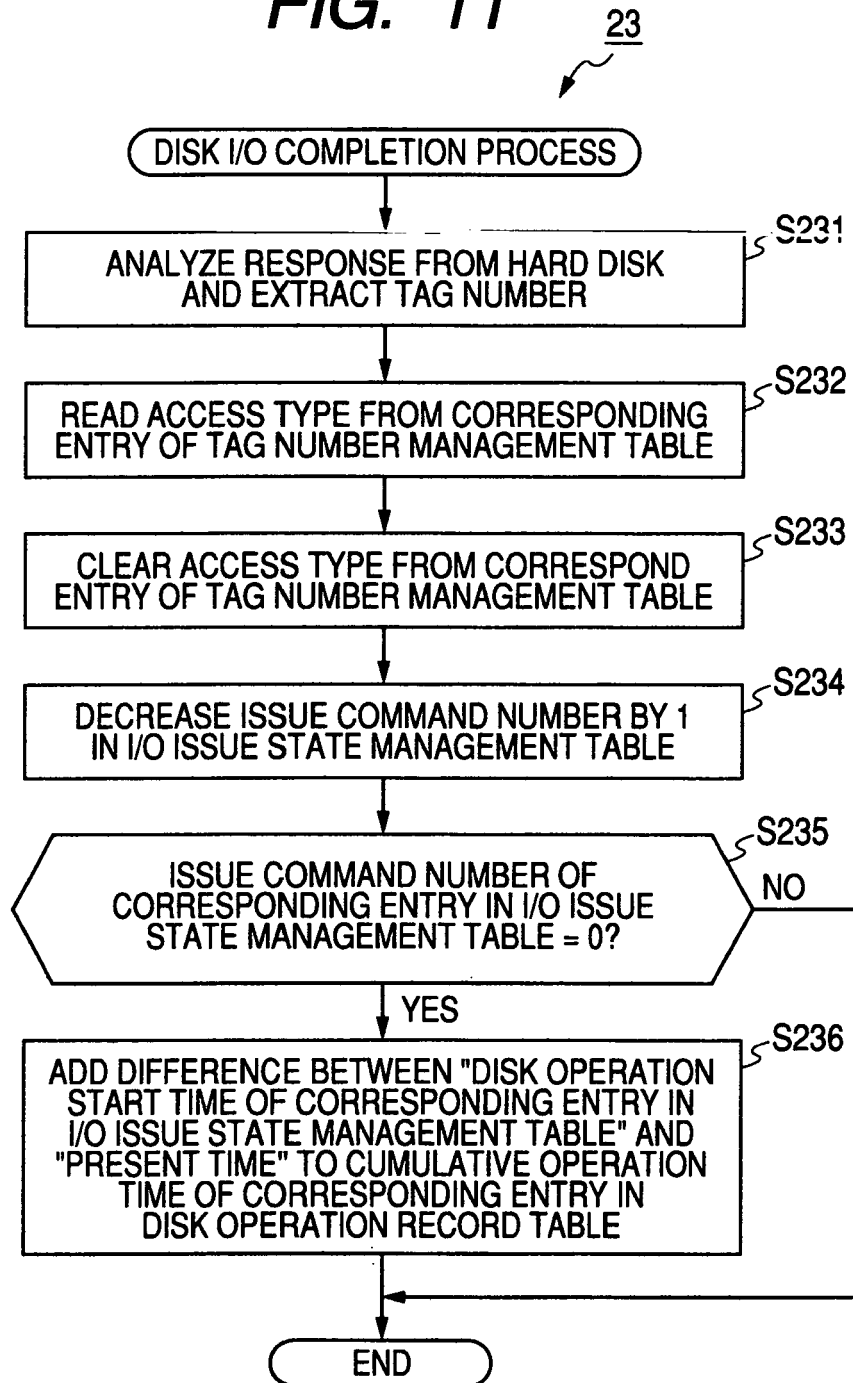 FIG. 11
23
DISK I/O COMPLETION PROCESS
S231
ANALYZE RESPONSE FROM HARD DISK
AND EXTRACT TAG NUMBER
S232
READ ACCESS TYPE FROM CORRESPONDING
ENTRY OF TAG NUMBER MANAGEMENT TABLE
S233
CLEAR ACCESS TYPE FROM CORRESPOND
ENTRY OF TAG NUMBER MANAGEMENT TABLE
S234
DECREASE ISSUE COMMAND NUMBER BY 1
IN I/O ISSUE STATE MANAGEMENT TABLE
S235
ISSUE COMMAND NUMBER OF
CORRESPONDING ENTRY IN I/O ISSUE
STATE MANAGEMENT TABLE = 0?
NO
YES
S236
ADD DIFFERENCE BETWEEN "DISK OPERATION
START TIME OF CORRESPONDING ENTRY IN
I/O ISSUE STATE MANAGEMENT TABLE" AND
"PRESENT TIME" TO CUMULATIVE OPERATION
TIME OF CORRESPONDING ENTRY IN
DISK OPERATION RECORD TABLE
END